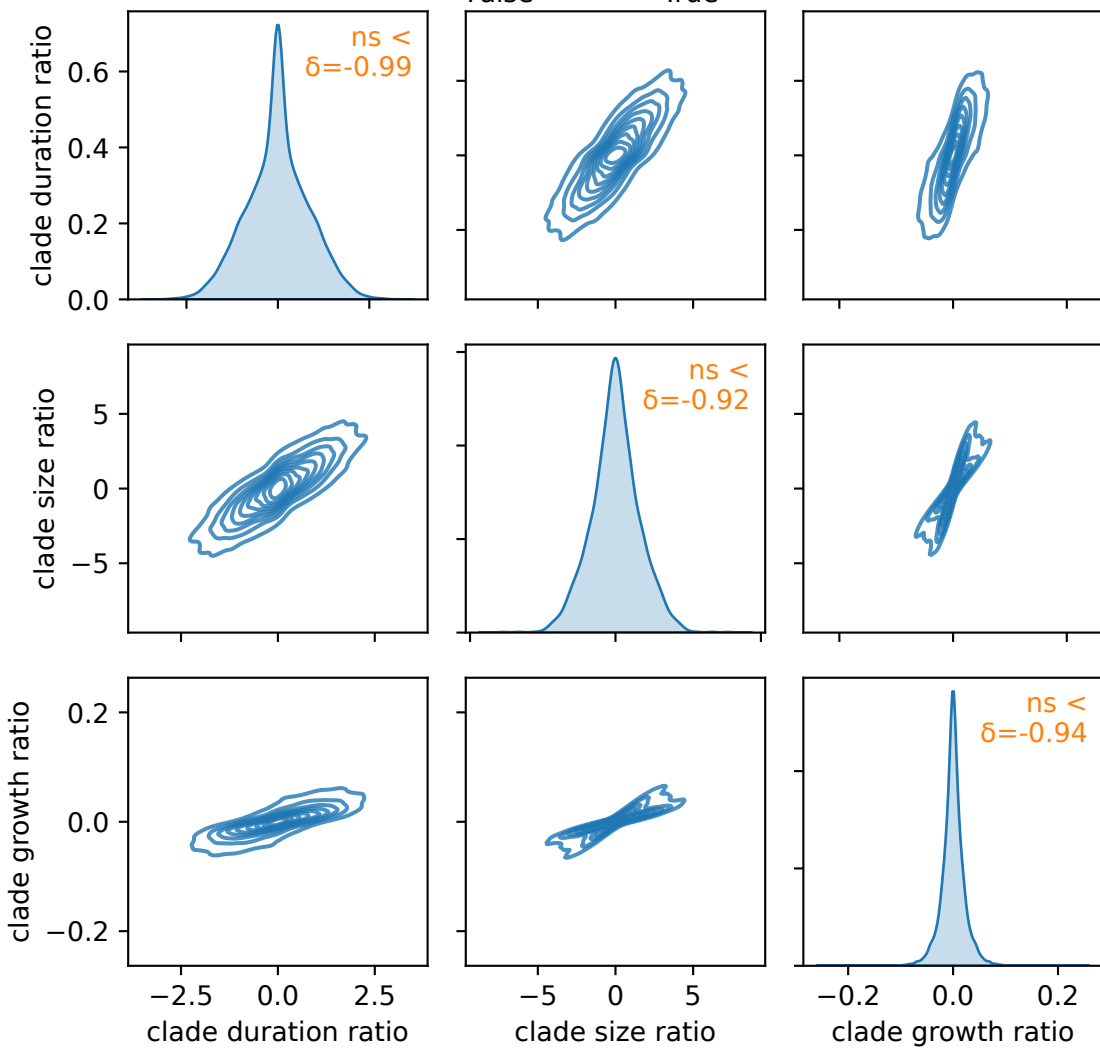 True
clade duration ratio
0.6
0.4
0.2
0.0
ns <
δ=-0.99
clade size ratio
5
0
−5
ns <
δ=-0.92
clade growth ratio
0.2
0.0
−0.2
ns <
δ=-0.94
−2.5 0.0 2.5
−5 0 5
−0.2 0.0 0.2
clade duration ratio
clade size ratio
clade growth ratio